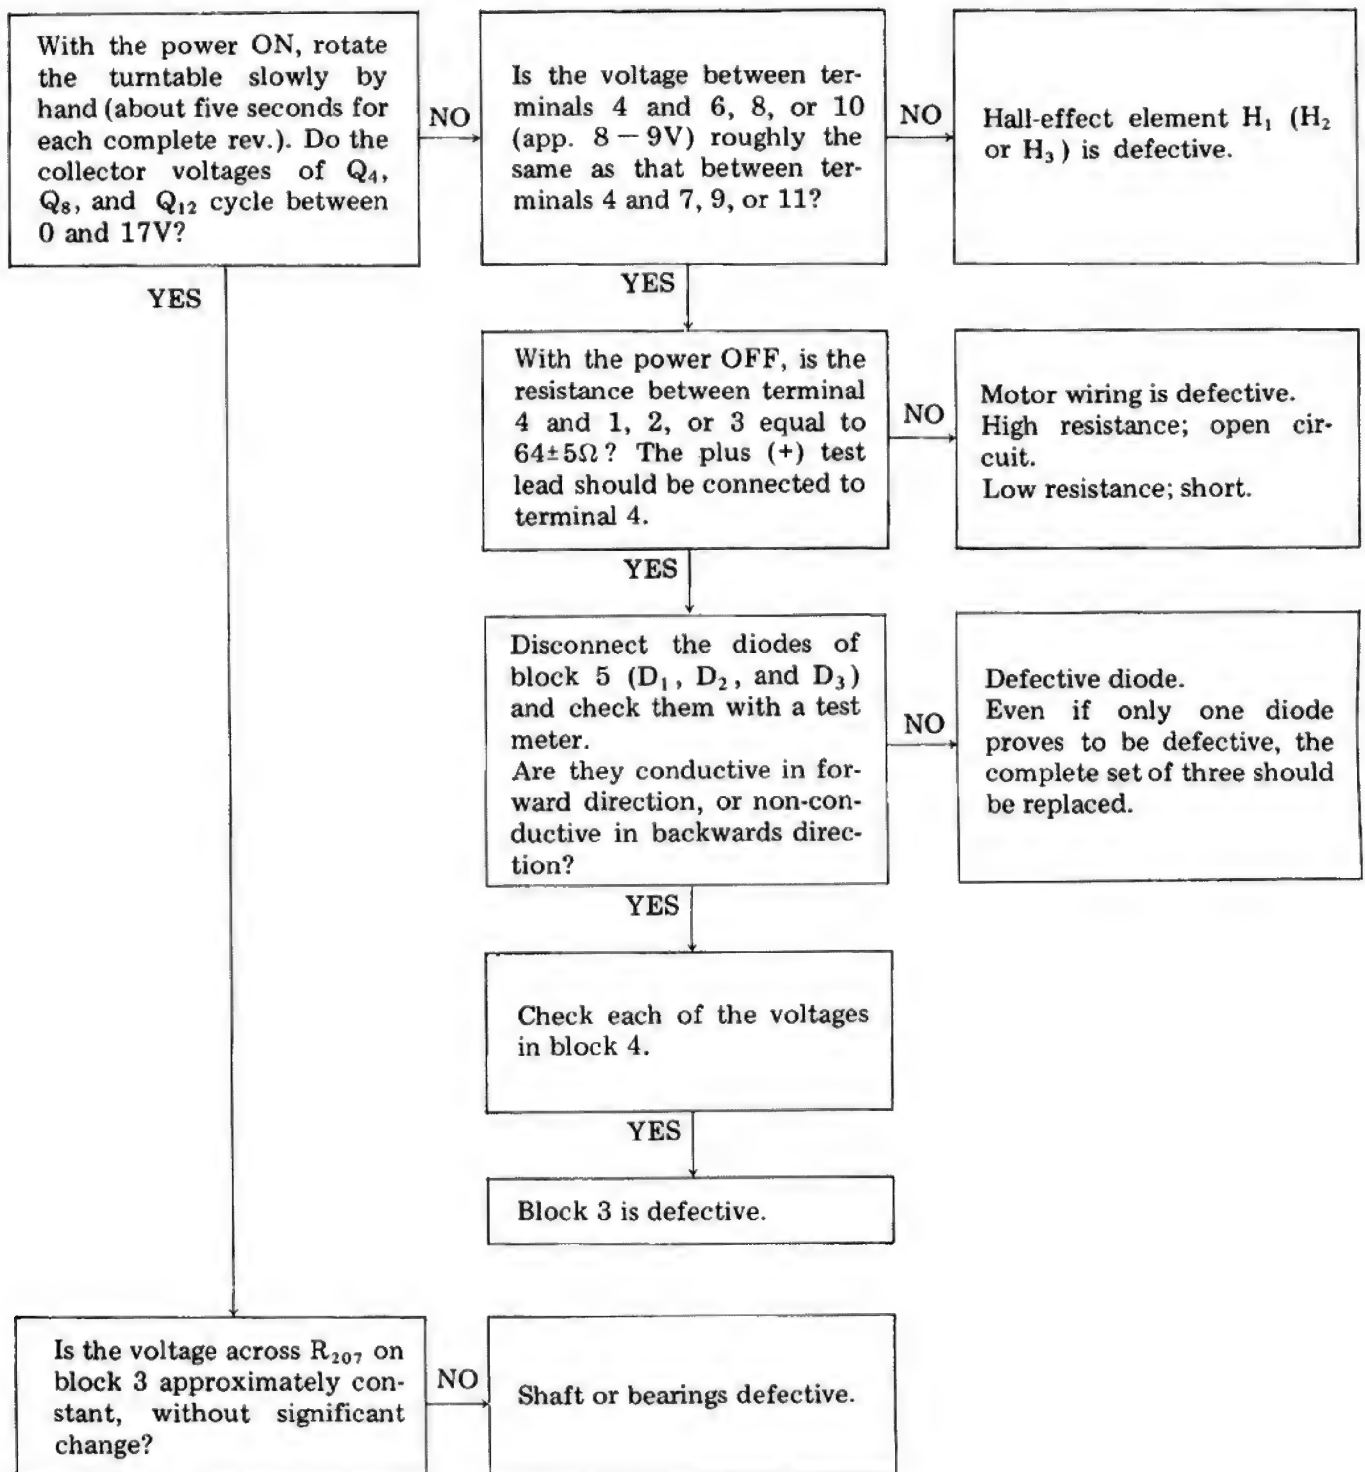 With the power ON, rotate
the turntable slowly by
hand (about five seconds for
each complete rev.). Do the
collector voltages of Q₄,
Q₈, and Q₁₂ cycle between
0 and 17V?
NO
Is the voltage between ter-
minals 4 and 6, 8, or 10
(app. 8 – 9V) roughly the
same as that between ter-
minals 4 and 7, 9, or 11?
NO
Hall-effect element H₁ (H₂
or H₃) is defective.
YES
YES
With the power OFF, is the
resistance between terminal
4 and 1, 2, or 3 equal to
64±5Ω? The plus (+) test
lead should be connected to
terminal 4.
NO
Motor wiring is defective.
High resistance; open cir-
cuit.
Low resistance; short.
YES
Disconnect the diodes of
block 5 (D₁, D₂, and D₃)
and check them with a test
meter.
Are they conductive in for-
ward direction, or non-con-
ductive in backwards direc-
tion?
NO
Defective diode.
Even if only one diode
proves to be defective, the
complete set of three should
be replaced.
YES
Check each of the voltages
in block 4.
YES
Block 3 is defective.
Is the voltage across R₂₀₇ on
block 3 approximately con-
stant, without significant
change?
NO
Shaft or bearings defective.